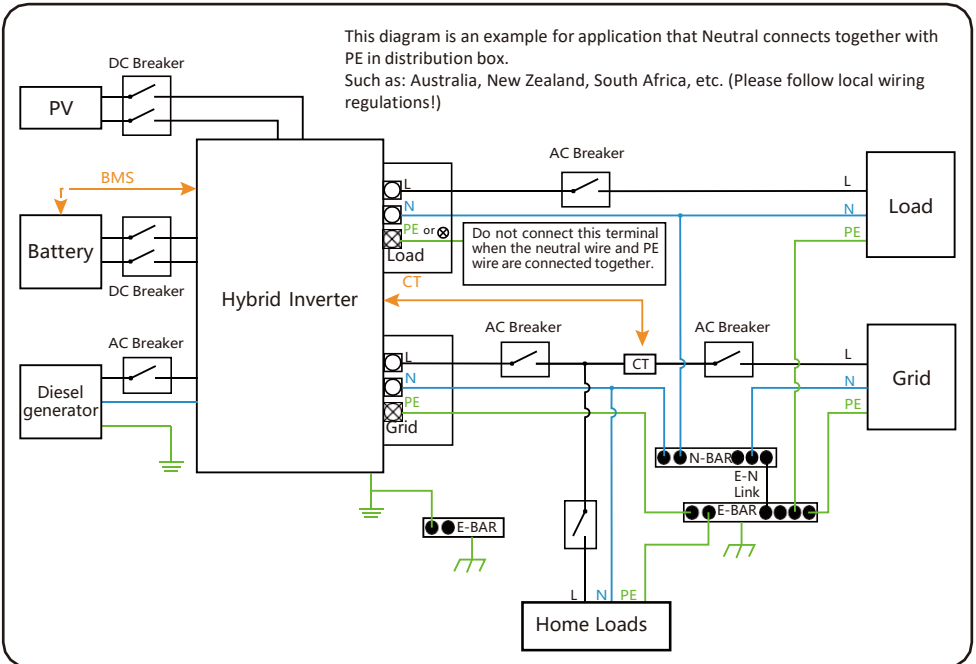 This diagram is an example for application that Neutral connects together with
PE in distribution box.
Such as: Australia, New Zealand, South Africa, etc. (Please follow local wiring
regulations!)
DC Breaker
PV
AC Breaker
BMS
L
N
PE or
Load
Do not connect this terminal
when the neutral wire and PE
wire are connected together.
L
N
PE
Load
Battery
DC Breaker
Hybrid Inverter
CT
AC Breaker
AC Breaker
AC Breaker
Diesel
generator
L
N
PE
Grid
CT
L
N
PE
Grid
N-BAR
E-N
Link
E-BAR
E-BAR
L N PE
Home Loads